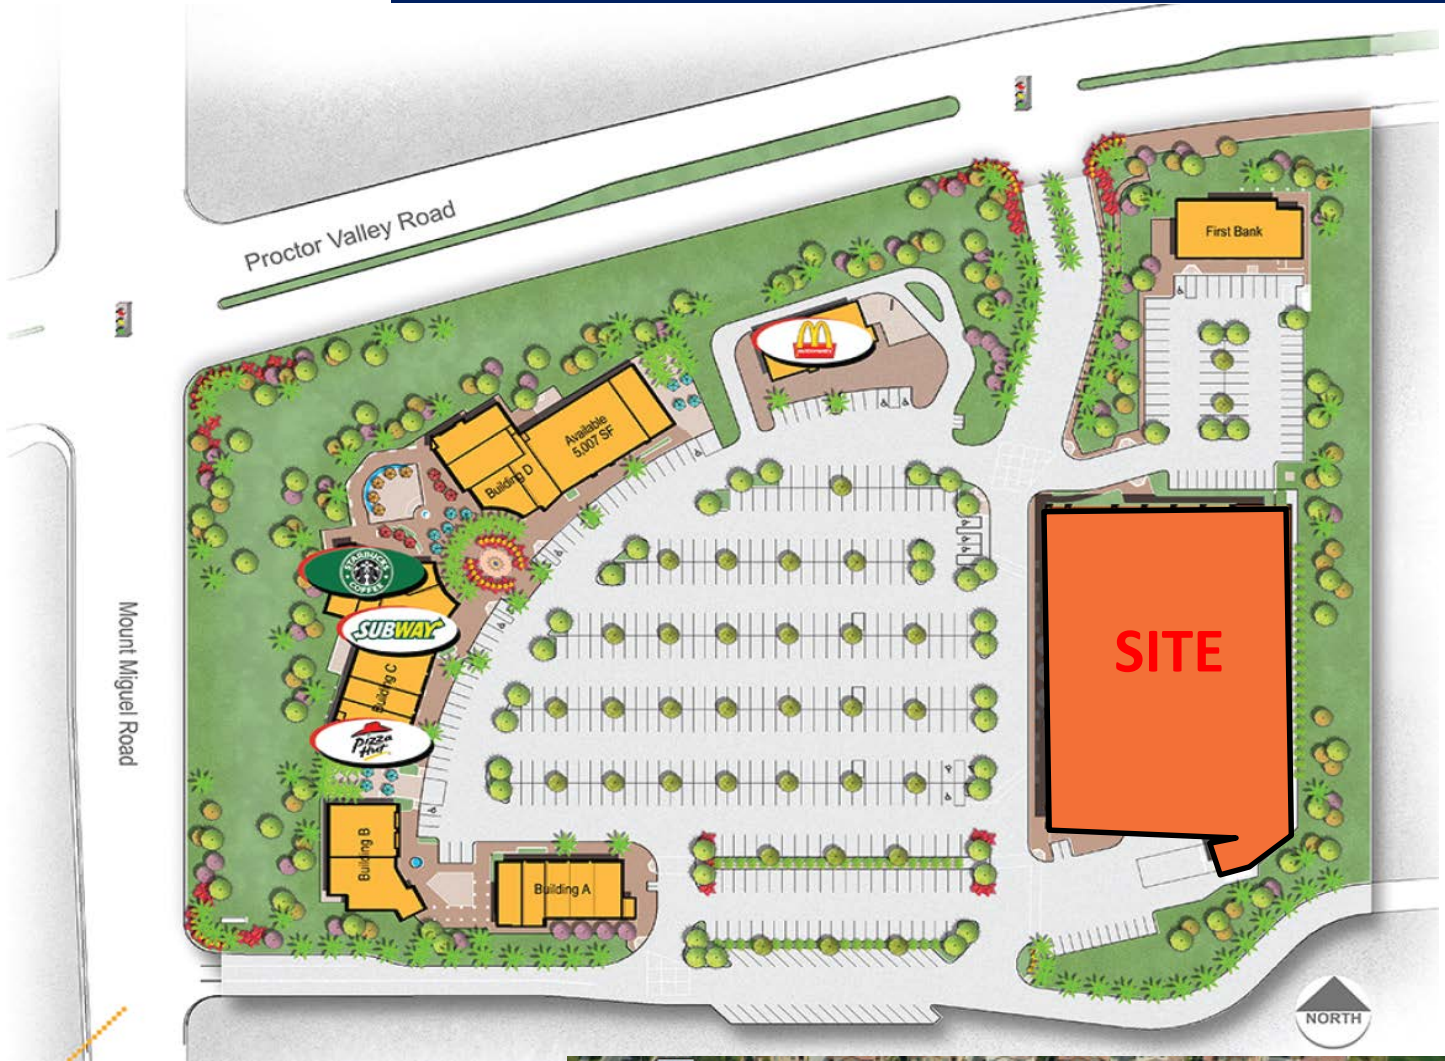 Proctor Valley Road
First Bank
McDonald's
Available
5,007 SF
Building D
STARBUCKS
COFFEE
SUBWAY
Building C
SITE
Mount Miguel Road
Pizza
Hut
Building B
Building A
NORTH